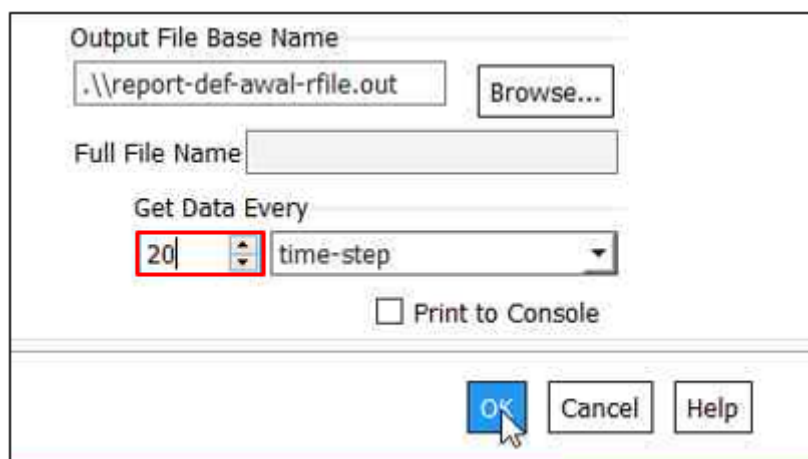 Output File Base Name
.\\report-def-awal-rfile.out
Browse...
Full File Name
Get Data Every
20 time-step
Print to Console
OK Cancel Help